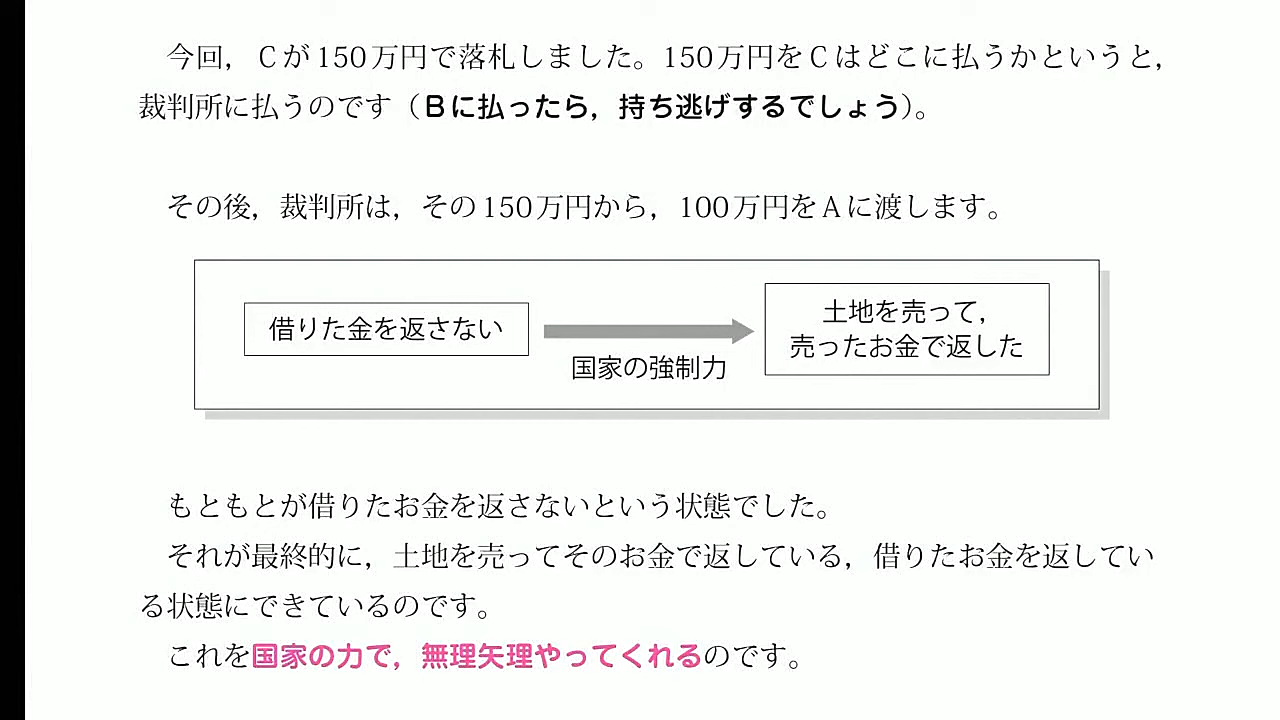 今回，Ｃが150万円で落札しました。150万円をＣはどこに払うかというと，
裁判所に払うのです（Ｂに払ったら，持ち逃げするでしょう）。
その後，裁判所は，その150万円から，100万円をＡに渡します。
借りた金を返さない
国家の強制力
土地を売って，
売ったお金で返した
もともとが借りたお金を返さないという状態でした。
それが最終的に，土地を売ってそのお金で返している，借りたお金を返してい
る状態にできているのです。
これを国家の力で，無理矢理やってくれるのです。